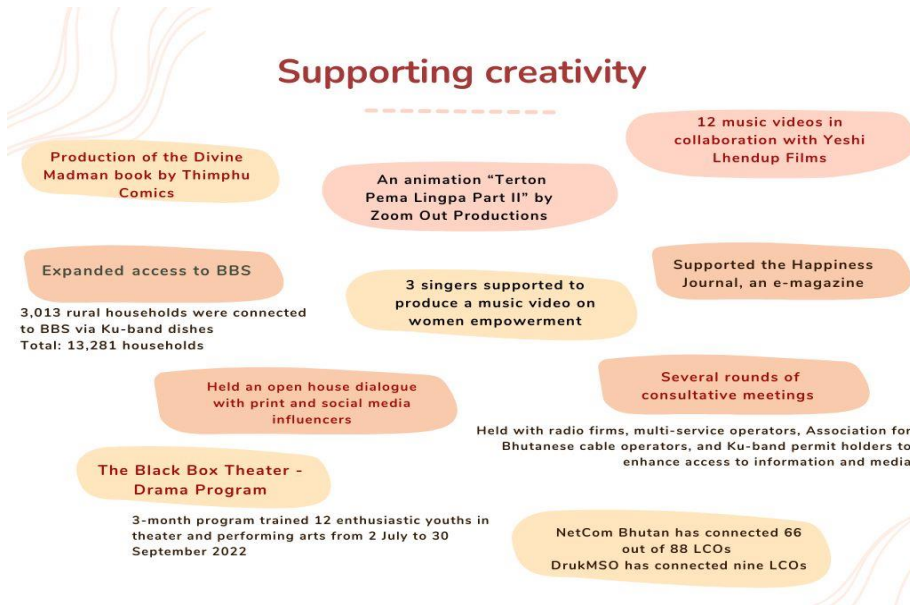 Supporting creativity
12 music videos in
collaboration with Yeshi
Lhendup Films
Production of the Divine
Madman book by Thimphu
Comics
An animation “Terton
Pema Lingpa Part II” by
Zoom Out Productions
Expanded access to BBS
3,013 rural households were connected
to BBS via Ku-band dishes
Total: 13,281 households
3 singers supported to
produce a music video on
women empowerment
Supported the Happiness
Journal, an e-magazine
Held an open house dialogue
with print and social media
influencers
Several rounds of
consultative meetings
Held with radio firms, multi-service operators, Association for
Bhutanese cable operators, and Ku-band permit holders to
enhance access to information and media
The Black Box Theater -
Drama Program
3-month program trained 12 enthusiastic youths in
theater and performing arts from 2 July to 30
September 2022
NetCom Bhutan has connected 66
out of 88 LCOs
DrukMSO has connected nine LCOs